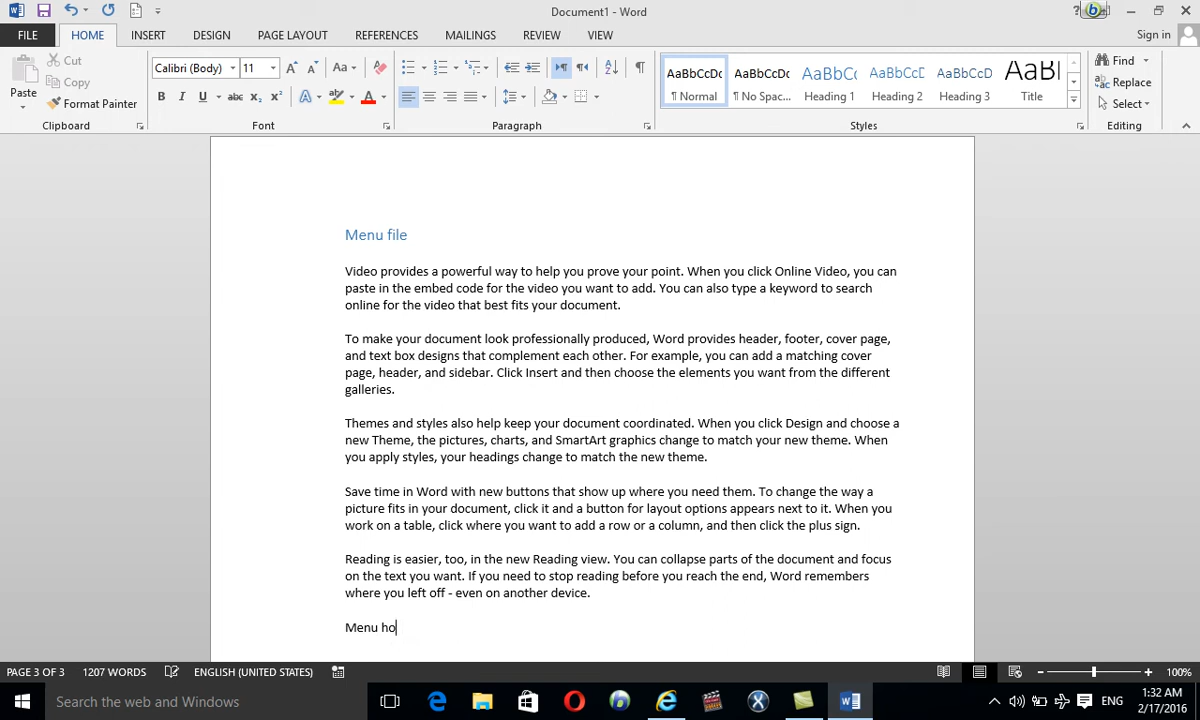 Document1 - Word
?
FILE HOME INSERT DESIGN PAGE LAYOUT REFERENCES MAILINGS REVIEW VIEW Sign in
Paste
Cut
Copy
Format Painter
Clipboard
Calibri (Body) 11
Aa
B I U abc x₂ x²
A A
Font
Paragraph
AaBbCcDc AaBbCcDc AaBbCc AaBbCcE AaBbCcD AaB
¶ Normal ¶ No Spac... Heading 1 Heading 2 Heading 3 Title
Styles
Find
Replace
Select
Editing
Menu file
Video provides a powerful way to help you prove your point. When you click Online Video, you can
paste in the embed code for the video you want to add. You can also type a keyword to search
online for the video that best fits your document.
To make your document look professionally produced, Word provides header, footer, cover page,
and text box designs that complement each other. For example, you can add a matching cover
page, header, and sidebar. Click Insert and then choose the elements you want from the different
galleries.
Themes and styles also help keep your document coordinated. When you click Design and choose a
new Theme, the pictures, charts, and SmartArt graphics change to match your new theme. When
you apply styles, your headings change to match the new theme.
Save time in Word with new buttons that show up where you need them. To change the way a
picture fits in your document, click it and a button for layout options appears next to it. When you
work on a table, click where you want to add a row or a column, and then click the plus sign.
Reading is easier, too, in the new Reading view. You can collapse parts of the document and focus
on the text you want. If you need to stop reading before you reach the end, Word remembers
where you left off - even on another device.
Menu ho
PAGE 3 OF 3 1207 WORDS ENGLISH (UNITED STATES) 100%
Search the web and Windows
ENG
1:32 AM
2/17/2016